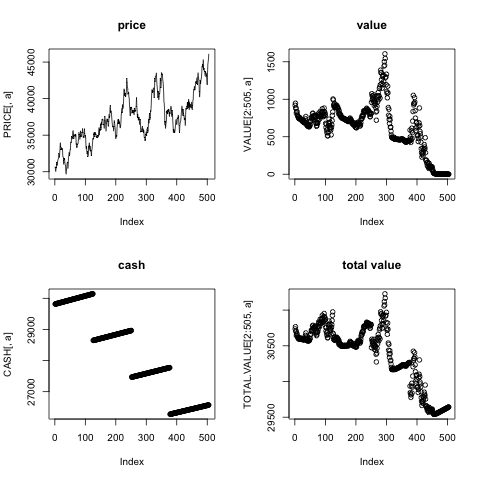 price
PRICE[, a]
30000 35000 40000 45000
0 100 200 300 400 500
Index
value
VALUE[2:505, a]
0 500 1000 1500
0 100 200 300 400 500
Index
cash
CASH[, a]
27000 29000
0 100 200 300 400 500
Index
total value
TOTAL.VALUE[2:505, a]
29500 30500
0 100 200 300 400 500
Index